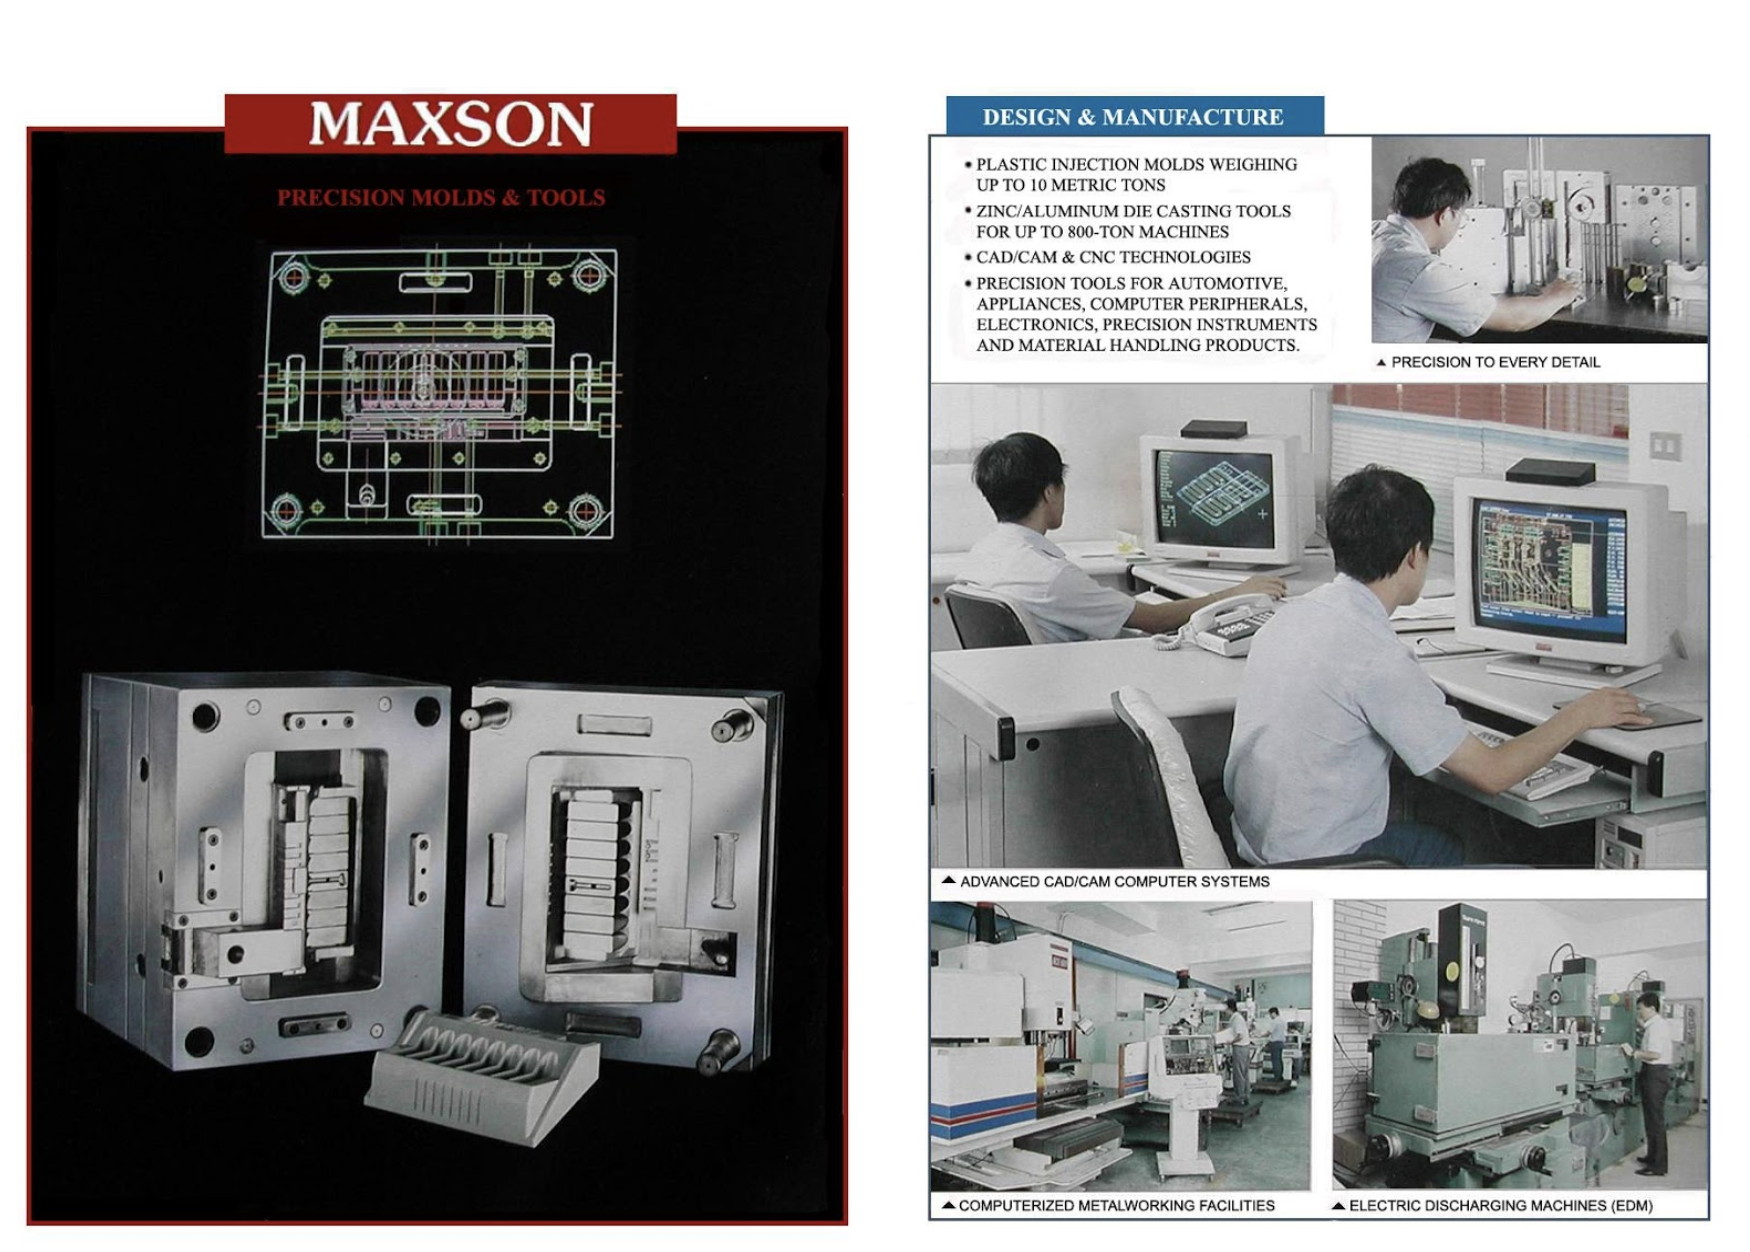 MAXSON
PRECISION MOLDS & TOOLS
DESIGN & MANUFACTURE
• PLASTIC INJECTION MOLDS WEIGHING
UP TO 10 METRIC TONS
• ZINC/ALUMINUM DIE CASTING TOOLS
FOR UP TO 800-TON MACHINES
• CAD/CAM & CNC TECHNOLOGIES
• PRECISION TOOLS FOR AUTOMOTIVE,
APPLIANCES, COMPUTER PERIPHERALS,
ELECTRONICS, PRECISION INSTRUMENTS
AND MATERIAL HANDLING PRODUCTS.
▲ PRECISION TO EVERY DETAIL
▲ ADVANCED CAD/CAM COMPUTER SYSTEMS
▲ COMPUTERIZED METALWORKING FACILITIES
▲ ELECTRIC DISCHARGING MACHINES (EDM)